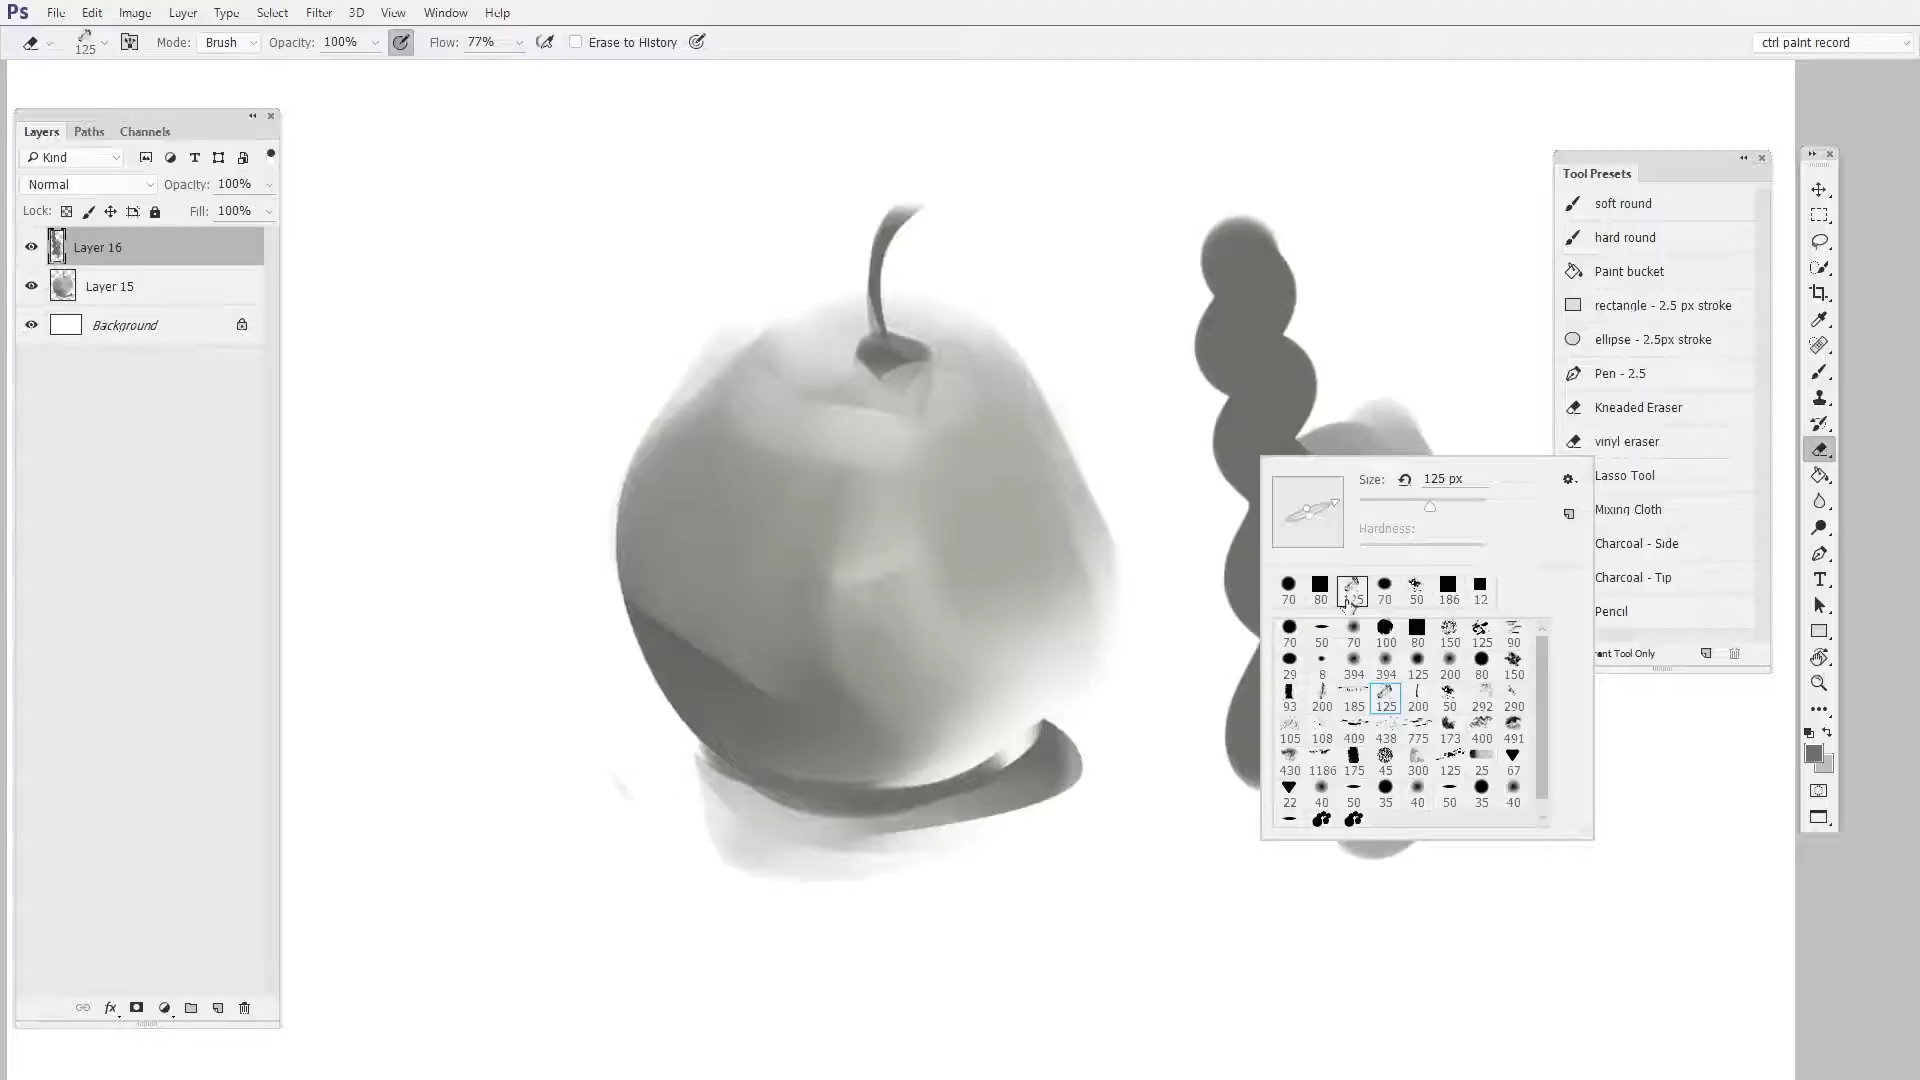 Ps File Edit Image Layer Type Select Filter 3D View Window Help
125 Mode: Brush Opacity: 100% Flow: 77% Erase to History ctrl paint record
Layers Paths Channels
Kind
Normal Opacity: 100%
Lock: Fill: 100%
Layer 16
Layer 15
Background
fx
Size: 125 px
Hardness:
70 80 125 70 50 186 12
70 50 70 100 80 150 125 90
29 8 394 394 125 200 80 150
93 200 185 125 200 50 292 290
105 108 409 438 775 173 400 491
430 1186 175 45 300 125 25 67
22 40 50 35 40 50 35 40
Tool Presets
soft round
hard round
Paint bucket
rectangle - 2.5 px stroke
ellipse - 2.5px stroke
Pen - 2.5
Kneaded Eraser
vinyl eraser
Lasso Tool
Mixing Cloth
Charcoal - Side
Charcoal - Tip
Pencil
Tool Only